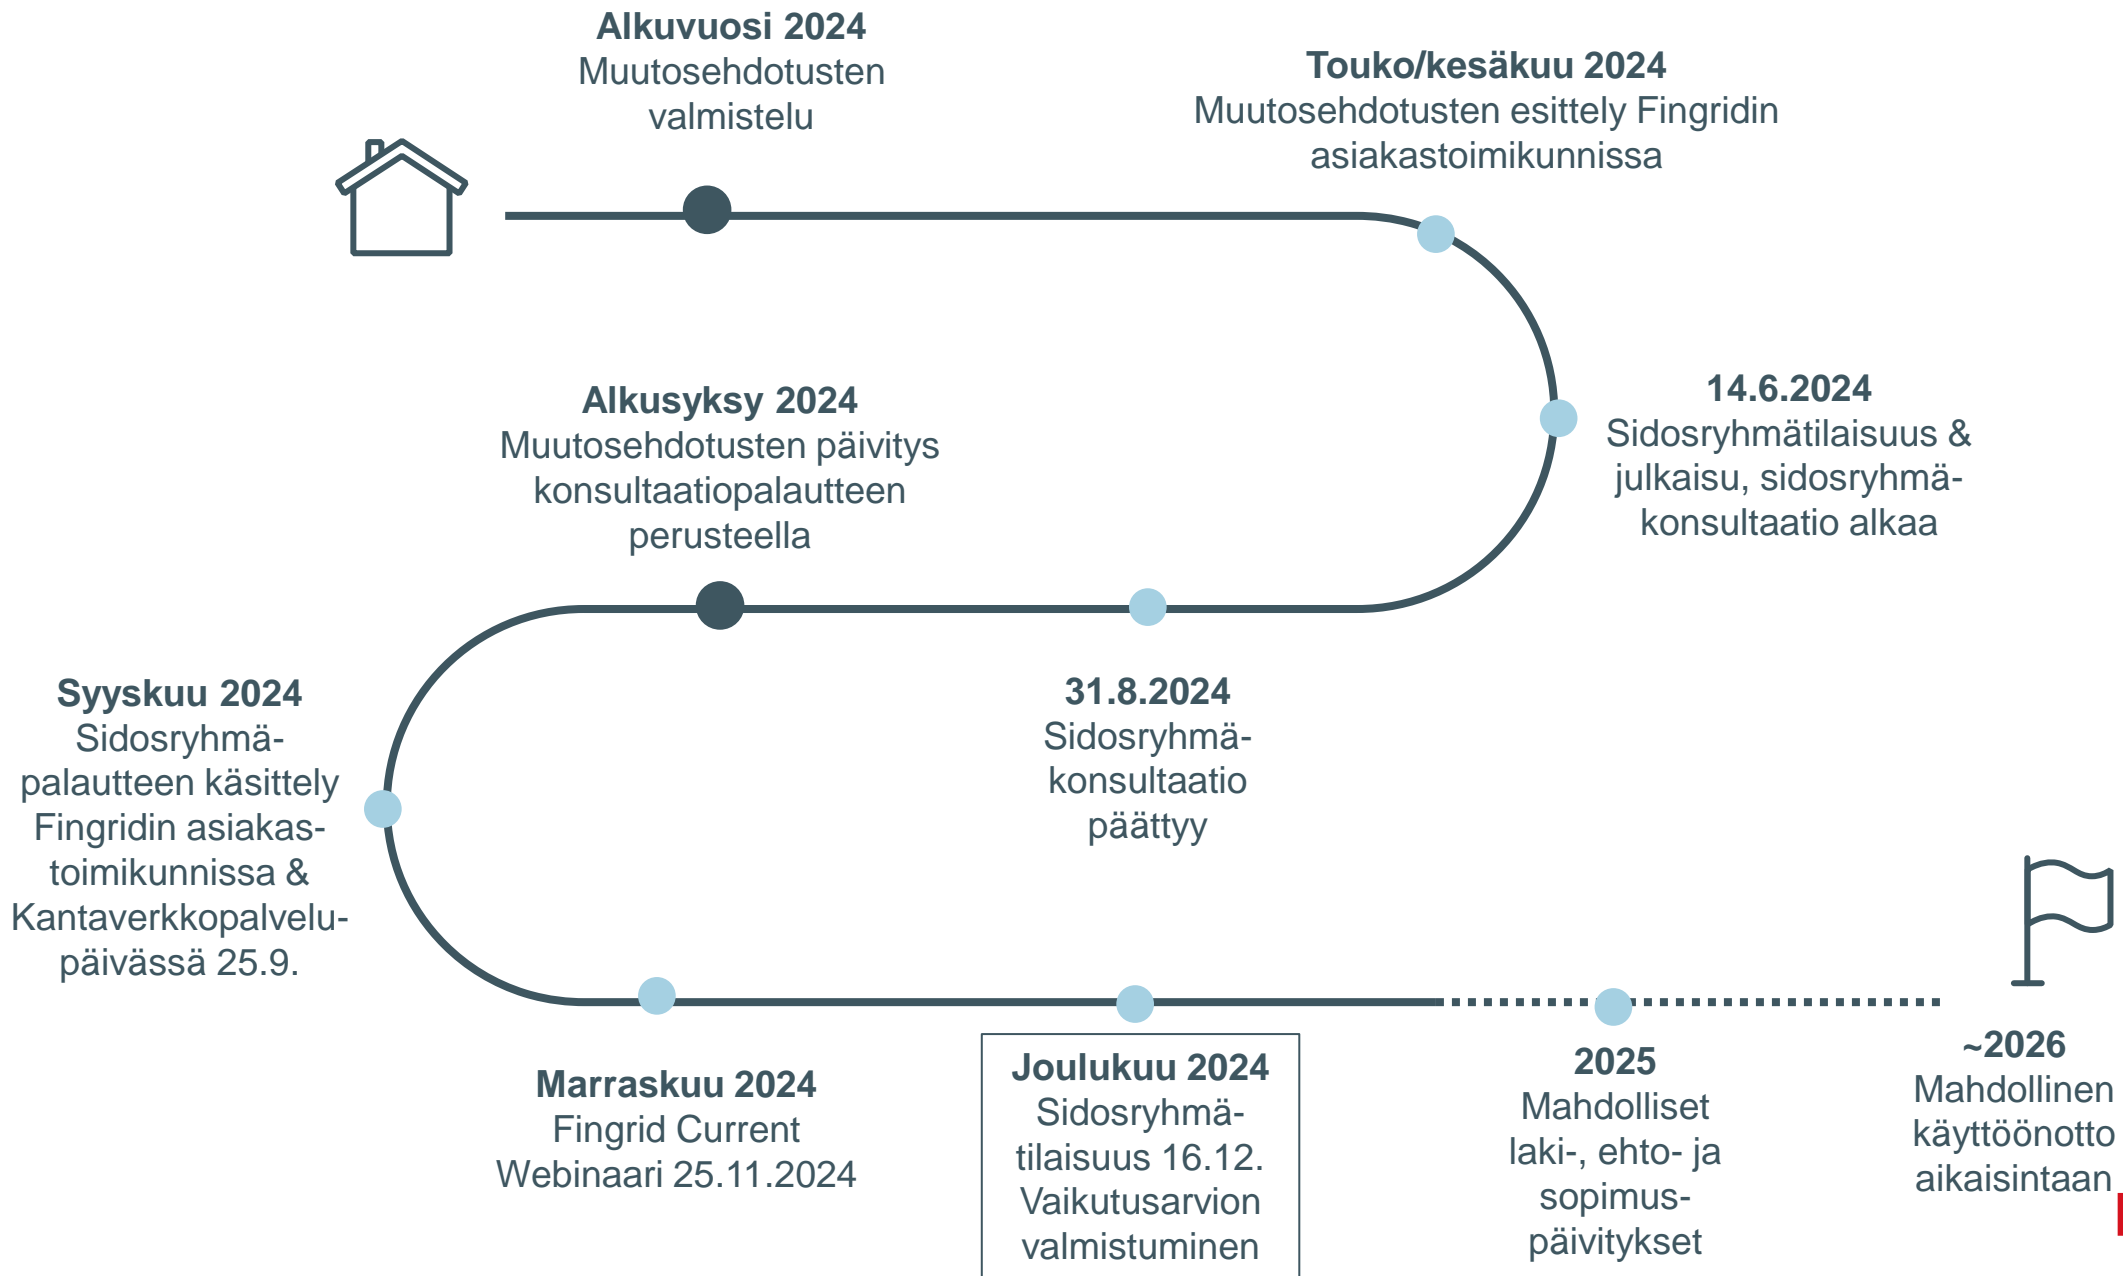 Alkuvuosi 2024
Muutosehdotusten
valmistelu
Touko/kesäkuu 2024
Muutosehdotusten esittely Fingridin
asiakastoimikunnissa
14.6.2024
Sidosryhmätilaisuus &
julkaisu, sidosryhmä-
konsultaatio alkaa
Alkusyksy 2024
Muutosehdotusten päivitys
konsultaatiopalautteen
perusteella
31.8.2024
Sidosryhmä-
konsultaatio
päättyy
Syyskuu 2024
Sidosryhmä-
palautteen käsittely
Fingridin asiakas-
toimikunnissa &
Kantaverkkopalvelu-
päivässä 25.9.
Marraskuu 2024
Fingrid Current
Webinaari 25.11.2024
Joulukuu 2024
Sidosryhmä-
tilaisuus 16.12.
Vaikutusarvion
valmistuminen
2025
Mahdolliset
laki-, ehto- ja
sopimus-
päivitykset
~2026
Mahdollinen
käyttöönotto
aikaisintaan